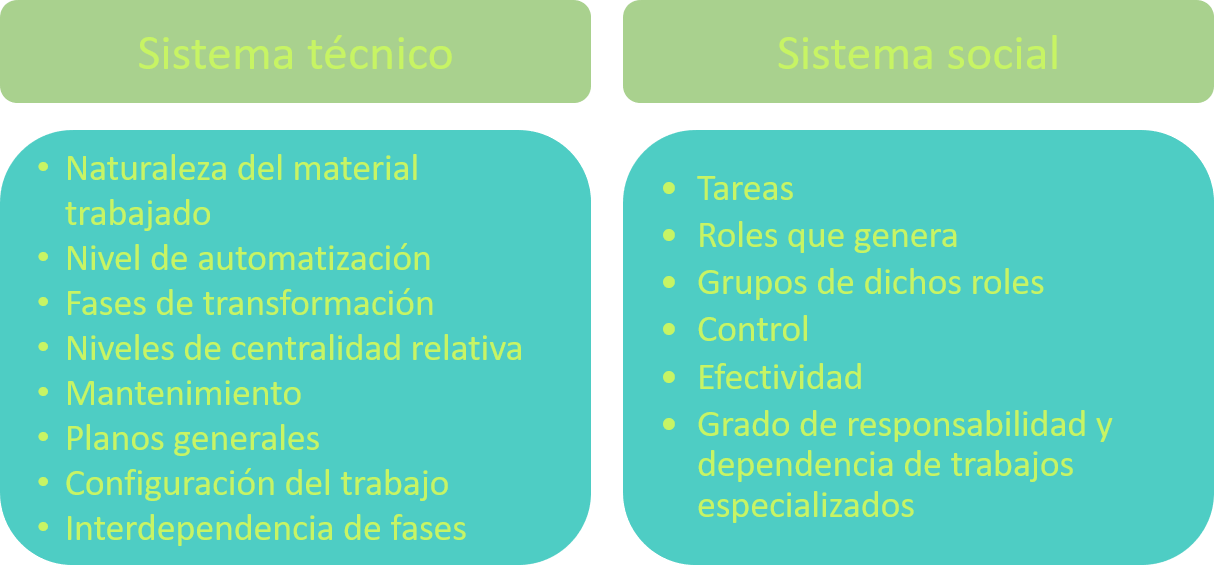 Sistema técnico
Sistema social
• Naturaleza del material
trabajado
• Nivel de automatización
• Fases de transformación
• Niveles de centralidad relativa
• Mantenimiento
• Planos generales
• Configuración del trabajo
• Interdependencia de fases
• Tareas
• Roles que genera
• Grupos de dichos roles
• Control
• Efectividad
• Grado de responsabilidad y
dependencia de trabajos
especializados